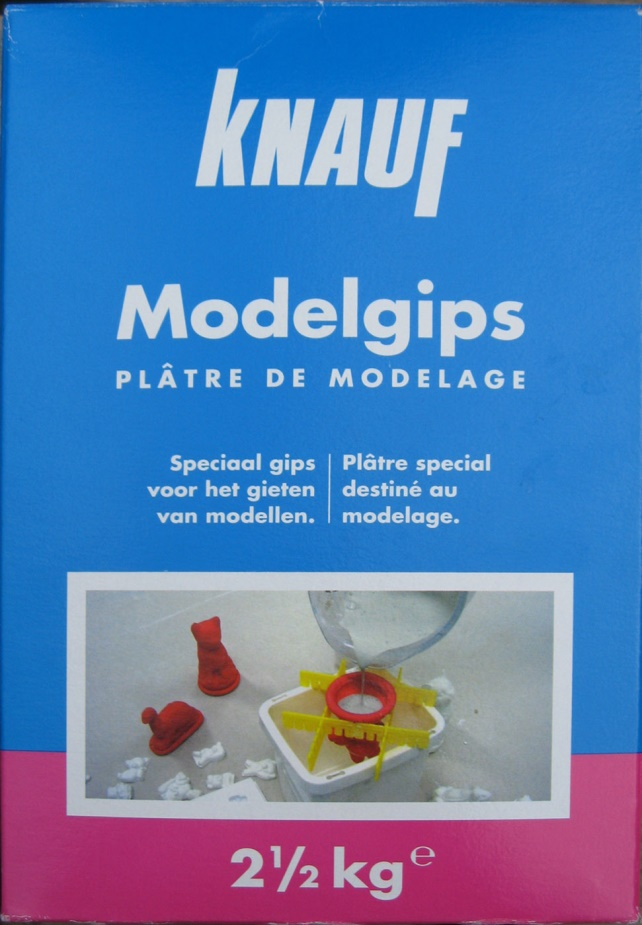 KNAUF
Modelgips
PLÂTRE DE MODELAGE
Speciaal gips
voor het gieten
van modellen.
Plâtre special
destiné au
modelage.
2½ kg ℮